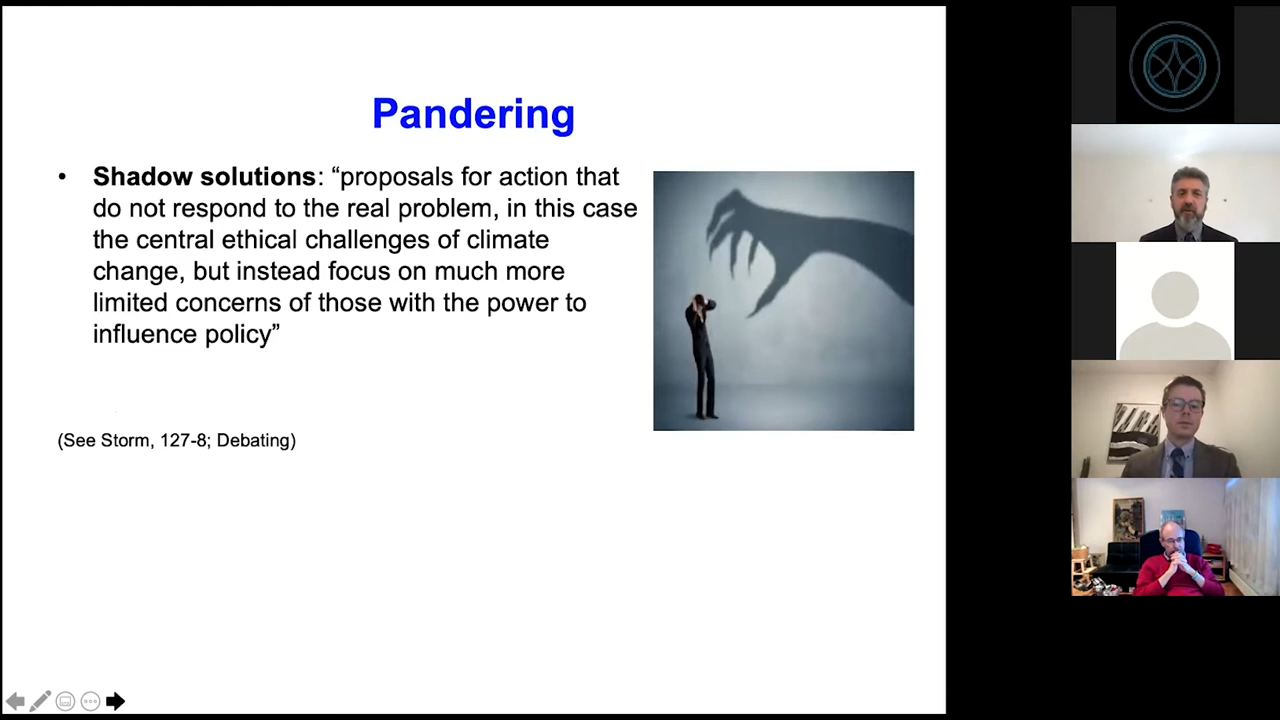 Pandering
• Shadow solutions: “proposals for action that
do not respond to the real problem, in this case
the central ethical challenges of climate
change, but instead focus on much more
limited concerns of those with the power to
influence policy”
(See Storm, 127-8; Debating)